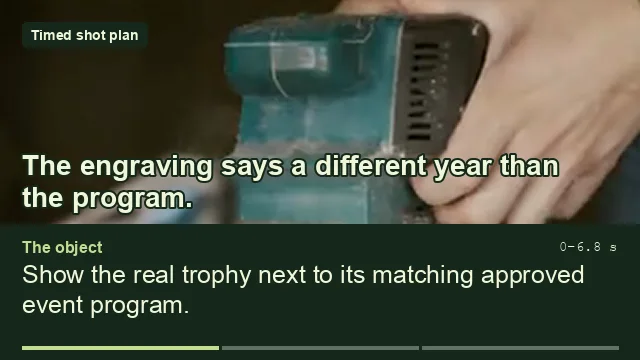 Timed shot plan
The engraving says a different year than
the program.
The object
0–6.8 s
Show the real trophy next to its matching approved
event program.